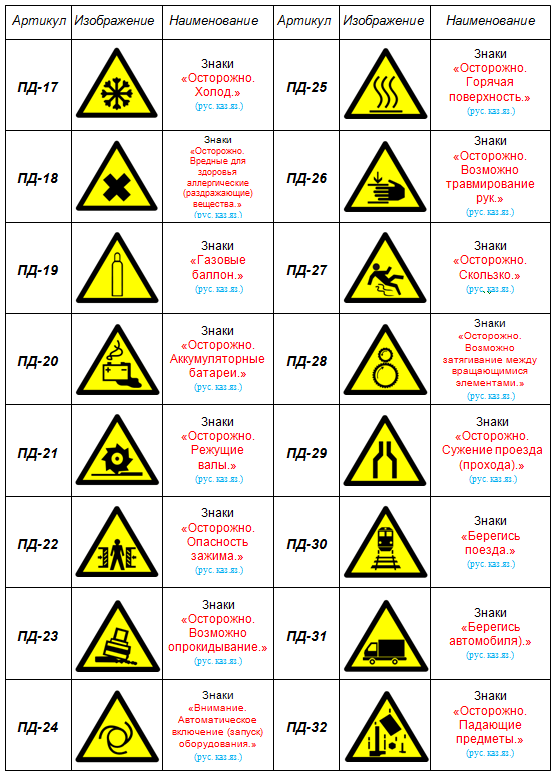 Артикул Изображение Наименование Артикул Изображение Наименование
ПД-17
Знаки
«Осторожно.
Холод.»
(рус. каз.яз.)
ПД-25
Знаки
«Осторожно.
Горячая
поверхность.»
(рус. каз.яз.)
ПД-18
Знаки
«Осторожно.
Вредные для
здоровья
аллергические
(раздражающие)
вещества.»
(рус. каз.яз.)
ПД-26
Знаки
«Осторожно.
Возможно
травмирование
рук.»
(рус. каз.яз.)
ПД-19
Знаки
«Газовые
баллон.»
(рус. каз.яз.)
ПД-27
Знаки
«Осторожно.
Скользко.»
(рус. каз.яз.)
ПД-20
Знаки
«Осторожно.
Аккумуляторные
батареи.»
(рус. каз.яз.)
ПД-28
Знаки
«Осторожно.
Возможно
затягивание между
вращающимися
элементами.»
(рус. каз.яз.)
ПД-21
Знаки
«Осторожно.
Режущие
валы.»
(рус. каз.яз.)
ПД-29
Знаки
«Осторожно.
Сужение проезда
(прохода).»
(рус. каз.яз.)
ПД-22
Знаки
«Осторожно.
Опасность
зажима.»
(рус. каз.яз.)
ПД-30
Знаки
«Берегись
поезда.»
(рус. каз.яз.)
ПД-23
Знаки
«Осторожно.
Возможно
опрокидывание.»
(рус. каз.яз.)
ПД-31
Знаки
«Берегись
автомобиля).»
(рус. каз.яз.)
ПД-24
Знаки
«Внимание.
Автоматическое
включение (запуск)
оборудования.»
(рус. каз.яз.)
ПД-32
Знаки
«Осторожно.
Падающие
предметы.»
(рус. каз.яз.)